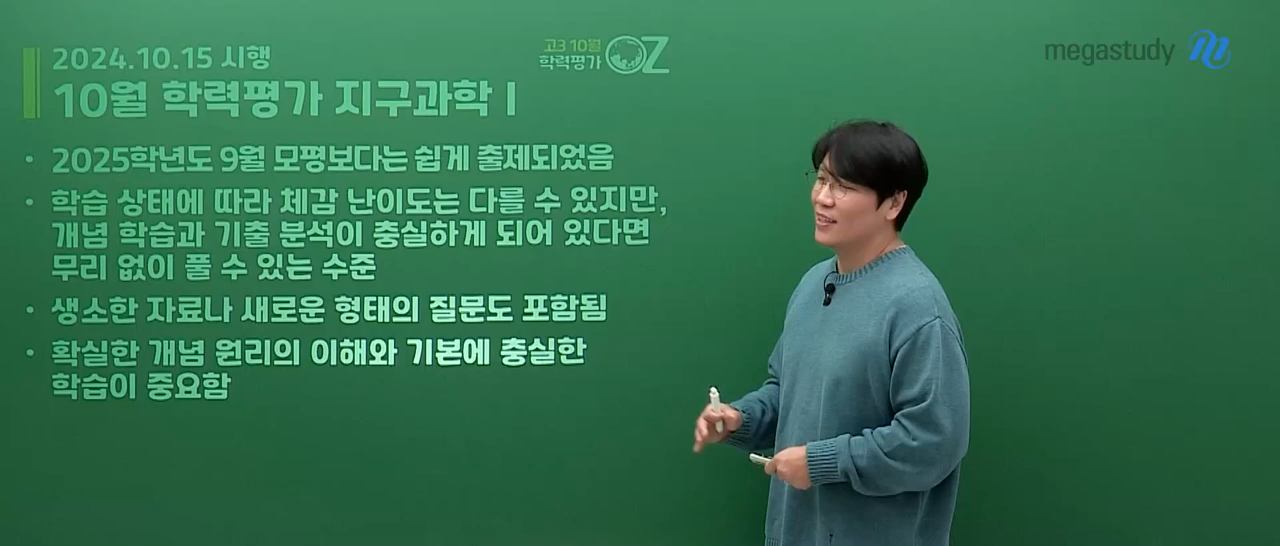 2024.10.15 시행
10월 학력평가 지구과학 I
고3 10월
학력평가 OZ
megastudy
• 2025학년도 9월 모평보다는 쉽게 출제되었음
• 학습 상태에 따라 체감 난이도는 다를 수 있지만,
개념 학습과 기출 분석이 충실하게 되어 있다면
무리 없이 풀 수 있는 수준
• 생소한 자료나 새로운 형태의 질문도 포함됨
• 확실한 개념 원리의 이해와 기본에 충실한
학습이 중요함